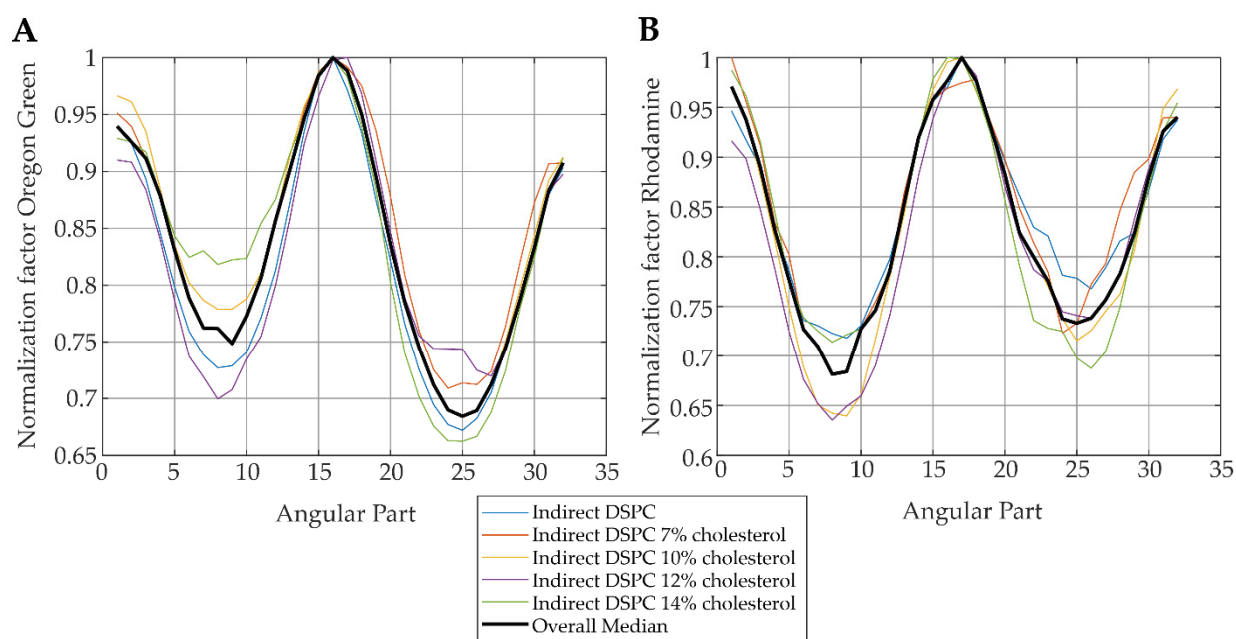 A
Normalization factor Oregon Green
1
0.95
0.9
0.85
0.8
0.75
0.7
0.65
0
5
10
15
20
25
30
35
Angular Part
B
Normalization factor Rhodamine
1
0.95
0.9
0.85
0.8
0.75
0.7
0.65
0.6
0
5
10
15
20
25
30
35
Angular Part
Indirect DSPC
Indirect DSPC 7% cholesterol
Indirect DSPC 10% cholesterol
Indirect DSPC 12% cholesterol
Indirect DSPC 14% cholesterol
Overall Median